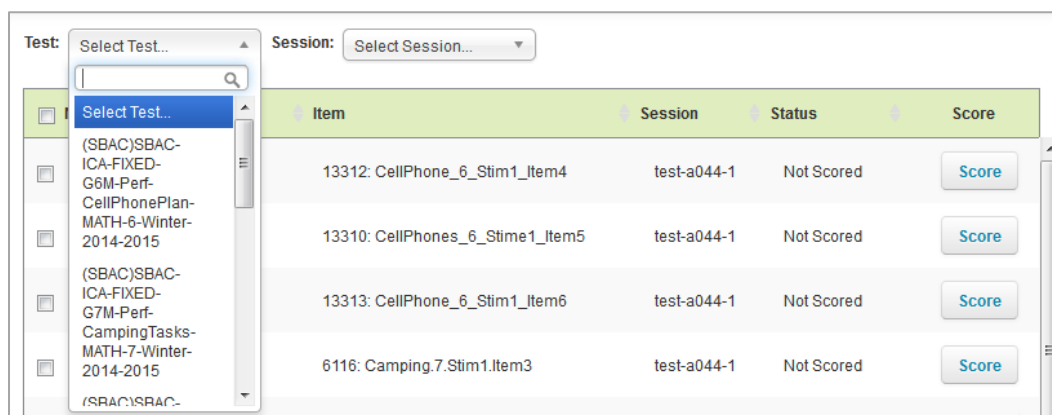 Test: Select Test... Session: Select Session...
Select Test...
Item Session Status Score
(SBAC)SBAC-
ICA-FIXED-
G6M-Perf-
CellPhonePlan-
MATH-6-Winter-
2014-2015
(SBAC)SBAC-
ICA-FIXED-
G7M-Perf-
CampingTasks-
MATH-7-Winter-
2014-2015
(SBAC)SBAC-
13312: CellPhone_6_Stim1_Item4 test-a044-1 Not Scored Score
13310: CellPhones_6_Stime1_Item5 test-a044-1 Not Scored Score
13313: CellPhone_6_Stim1_Item6 test-a044-1 Not Scored Score
6116: Camping.7.Stim1.Item3 test-a044-1 Not Scored Score